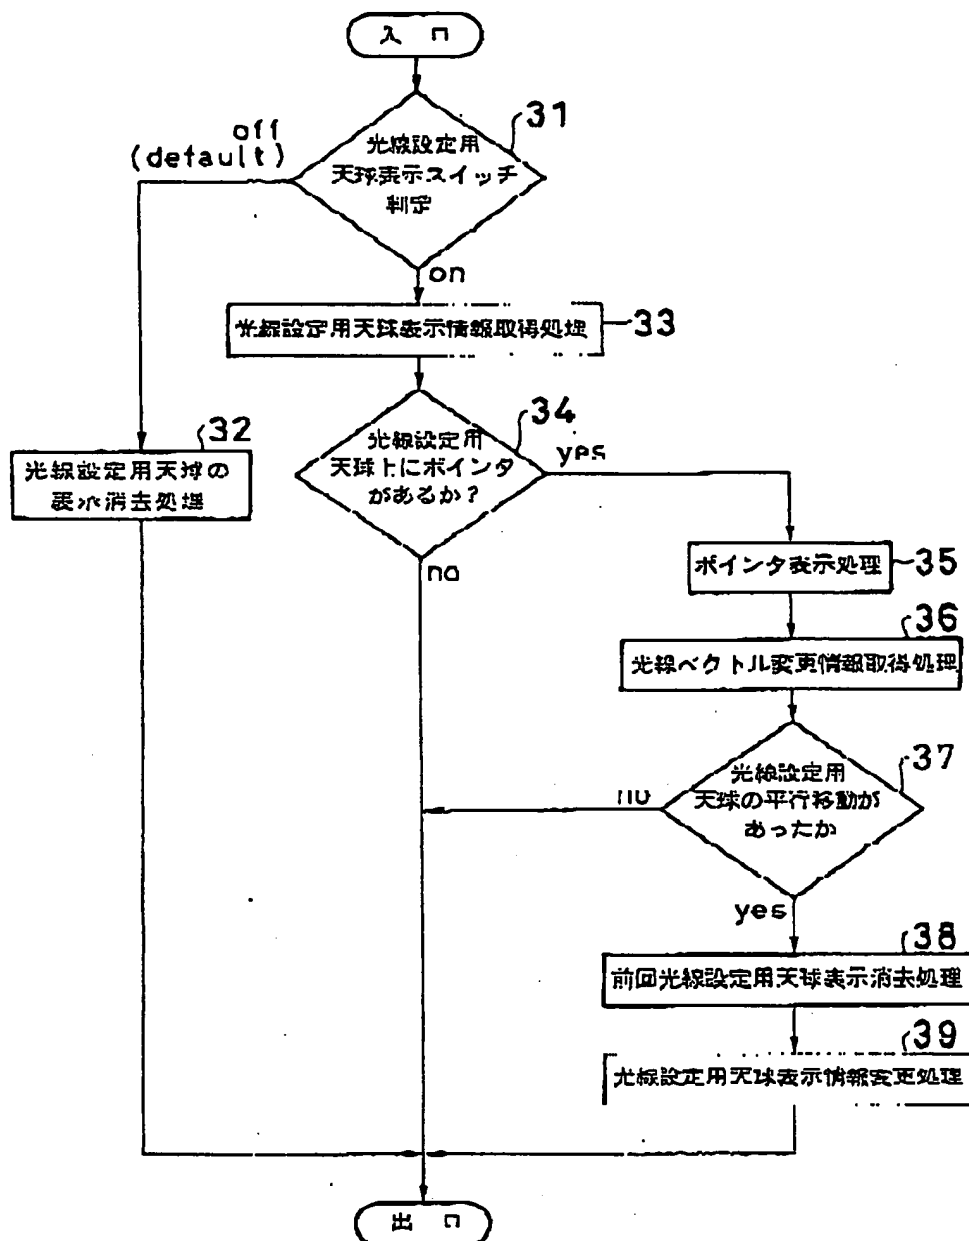 入口
31
光線設定用
天球表示スイッチ
判定
off
(default)
on
光線設定用天球表示情報取得処理
33
34
光線設定用
天球上にポインタ
があるか？
yes
no
32
光線設定用天球の
表示消去処理
ポインタ表示処理
35
36
光線ベクトル変更情報取得処理
37
光線設定用
天球の平行移動が
あったか
no
yes
38
前回光線設定用天球表示消去処理
39
光線設定用天球表示情報変更処理
出口